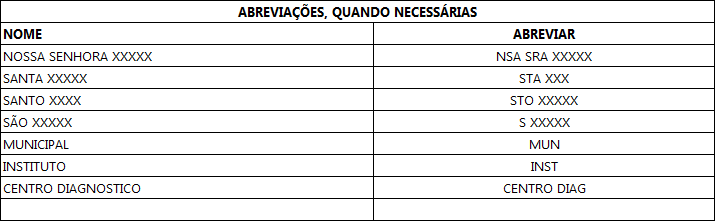 ABREVIAÇÕES, QUANDO NECESSÁRIAS
NOME ABREVIAR
NOSSA SENHORA XXXXX NSA SRA XXXXX
SANTA XXXXX STA XXX
SANTO XXXX STO XXXXX
SÃO XXXXX S XXXXX
MUNICIPAL MUN
INSTITUTO INST
CENTRO DIAGNOSTICO CENTRO DIAG